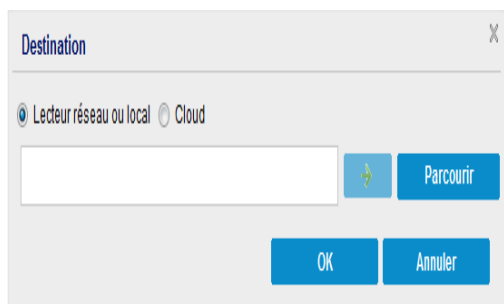 Destination
X
Lecteur réseau ou local Cloud
Parcourir
OK Annuler